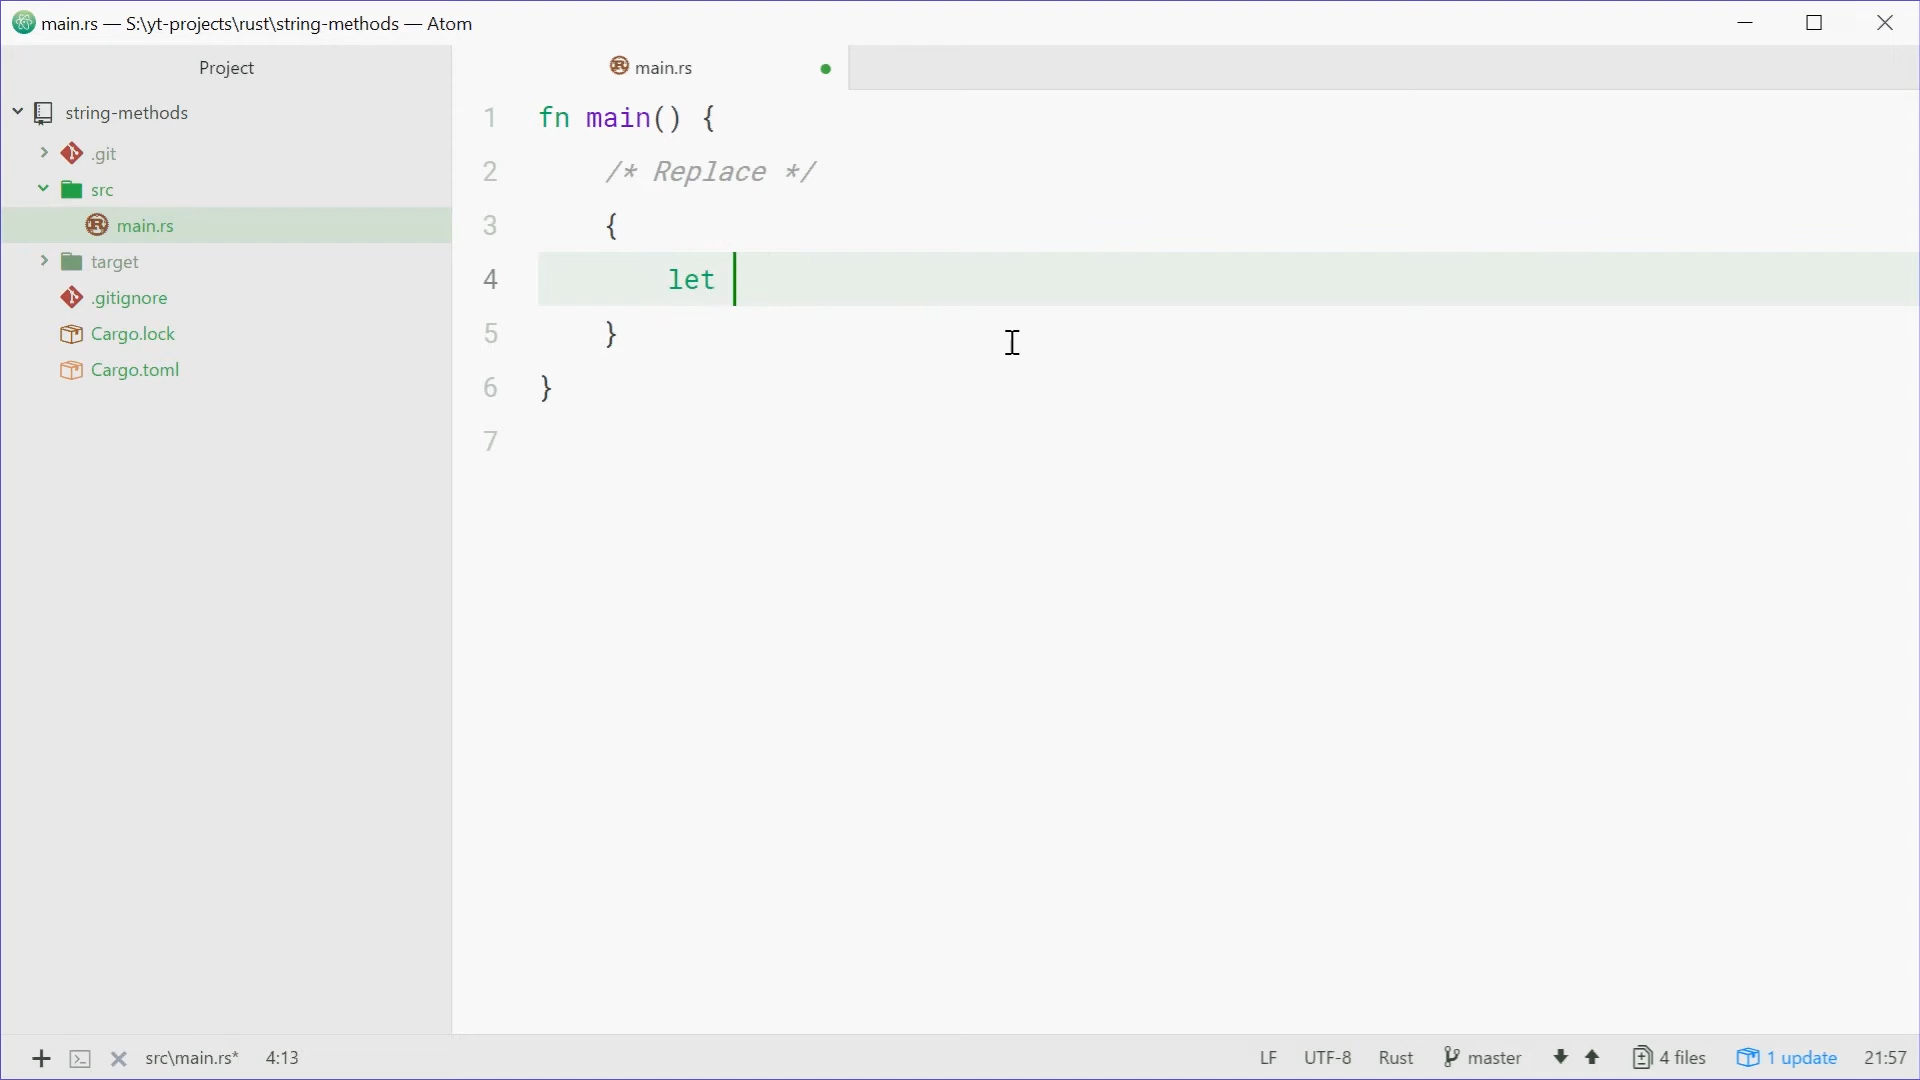 main.rs — S:\yt-projects\rust\string-methods — Atom
Project
string-methods
.git
src
main.rs
target
.gitignore
Cargo.lock
Cargo.toml
main.rs
1 fn main() {
2     /* Replace */
3     {
4         let
5     }
6 }
7
src\main.rs* 4:13
LF UTF-8 Rust master 4 files 1 update 21:57